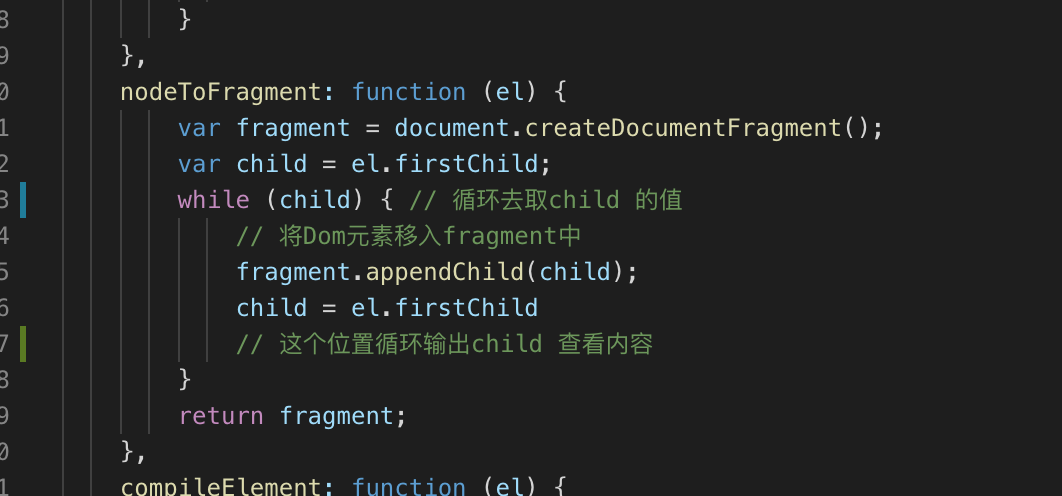 8 }
9 },
0 nodeToFragment: function (el) {
1 var fragment = document.createDocumentFragment();
2 var child = el.firstChild;
3 while (child) { // 循环去取child 的值
4 // 将Dom元素移入fragment中
5 fragment.appendChild(child);
6 child = el.firstChild
7 // 这个位置循环输出child 查看内容
8 }
9 return fragment;
0 },
1 compileElement: function (el) {